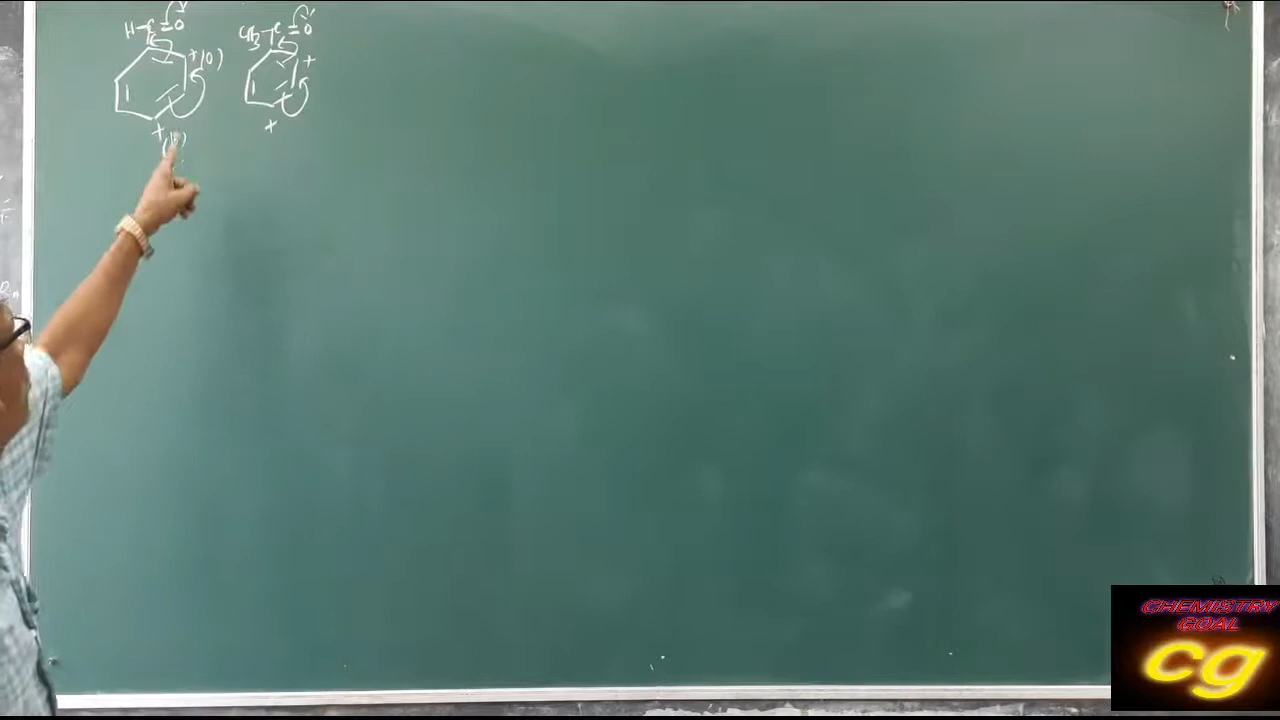 H-C=O CH3-C=O
+(o) +
+ +
(p)
CHEMISTRY
GOAL
cg